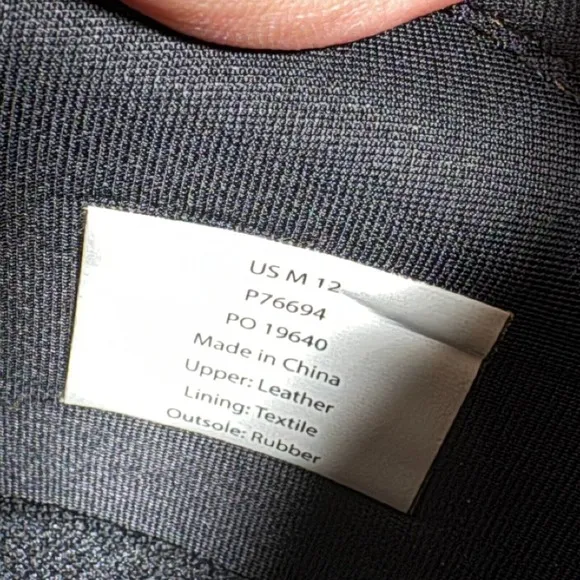 US M 12
P76694
PO 19640
Made in China
Upper: Leather
Lining: Textile
Outsole: Rubber